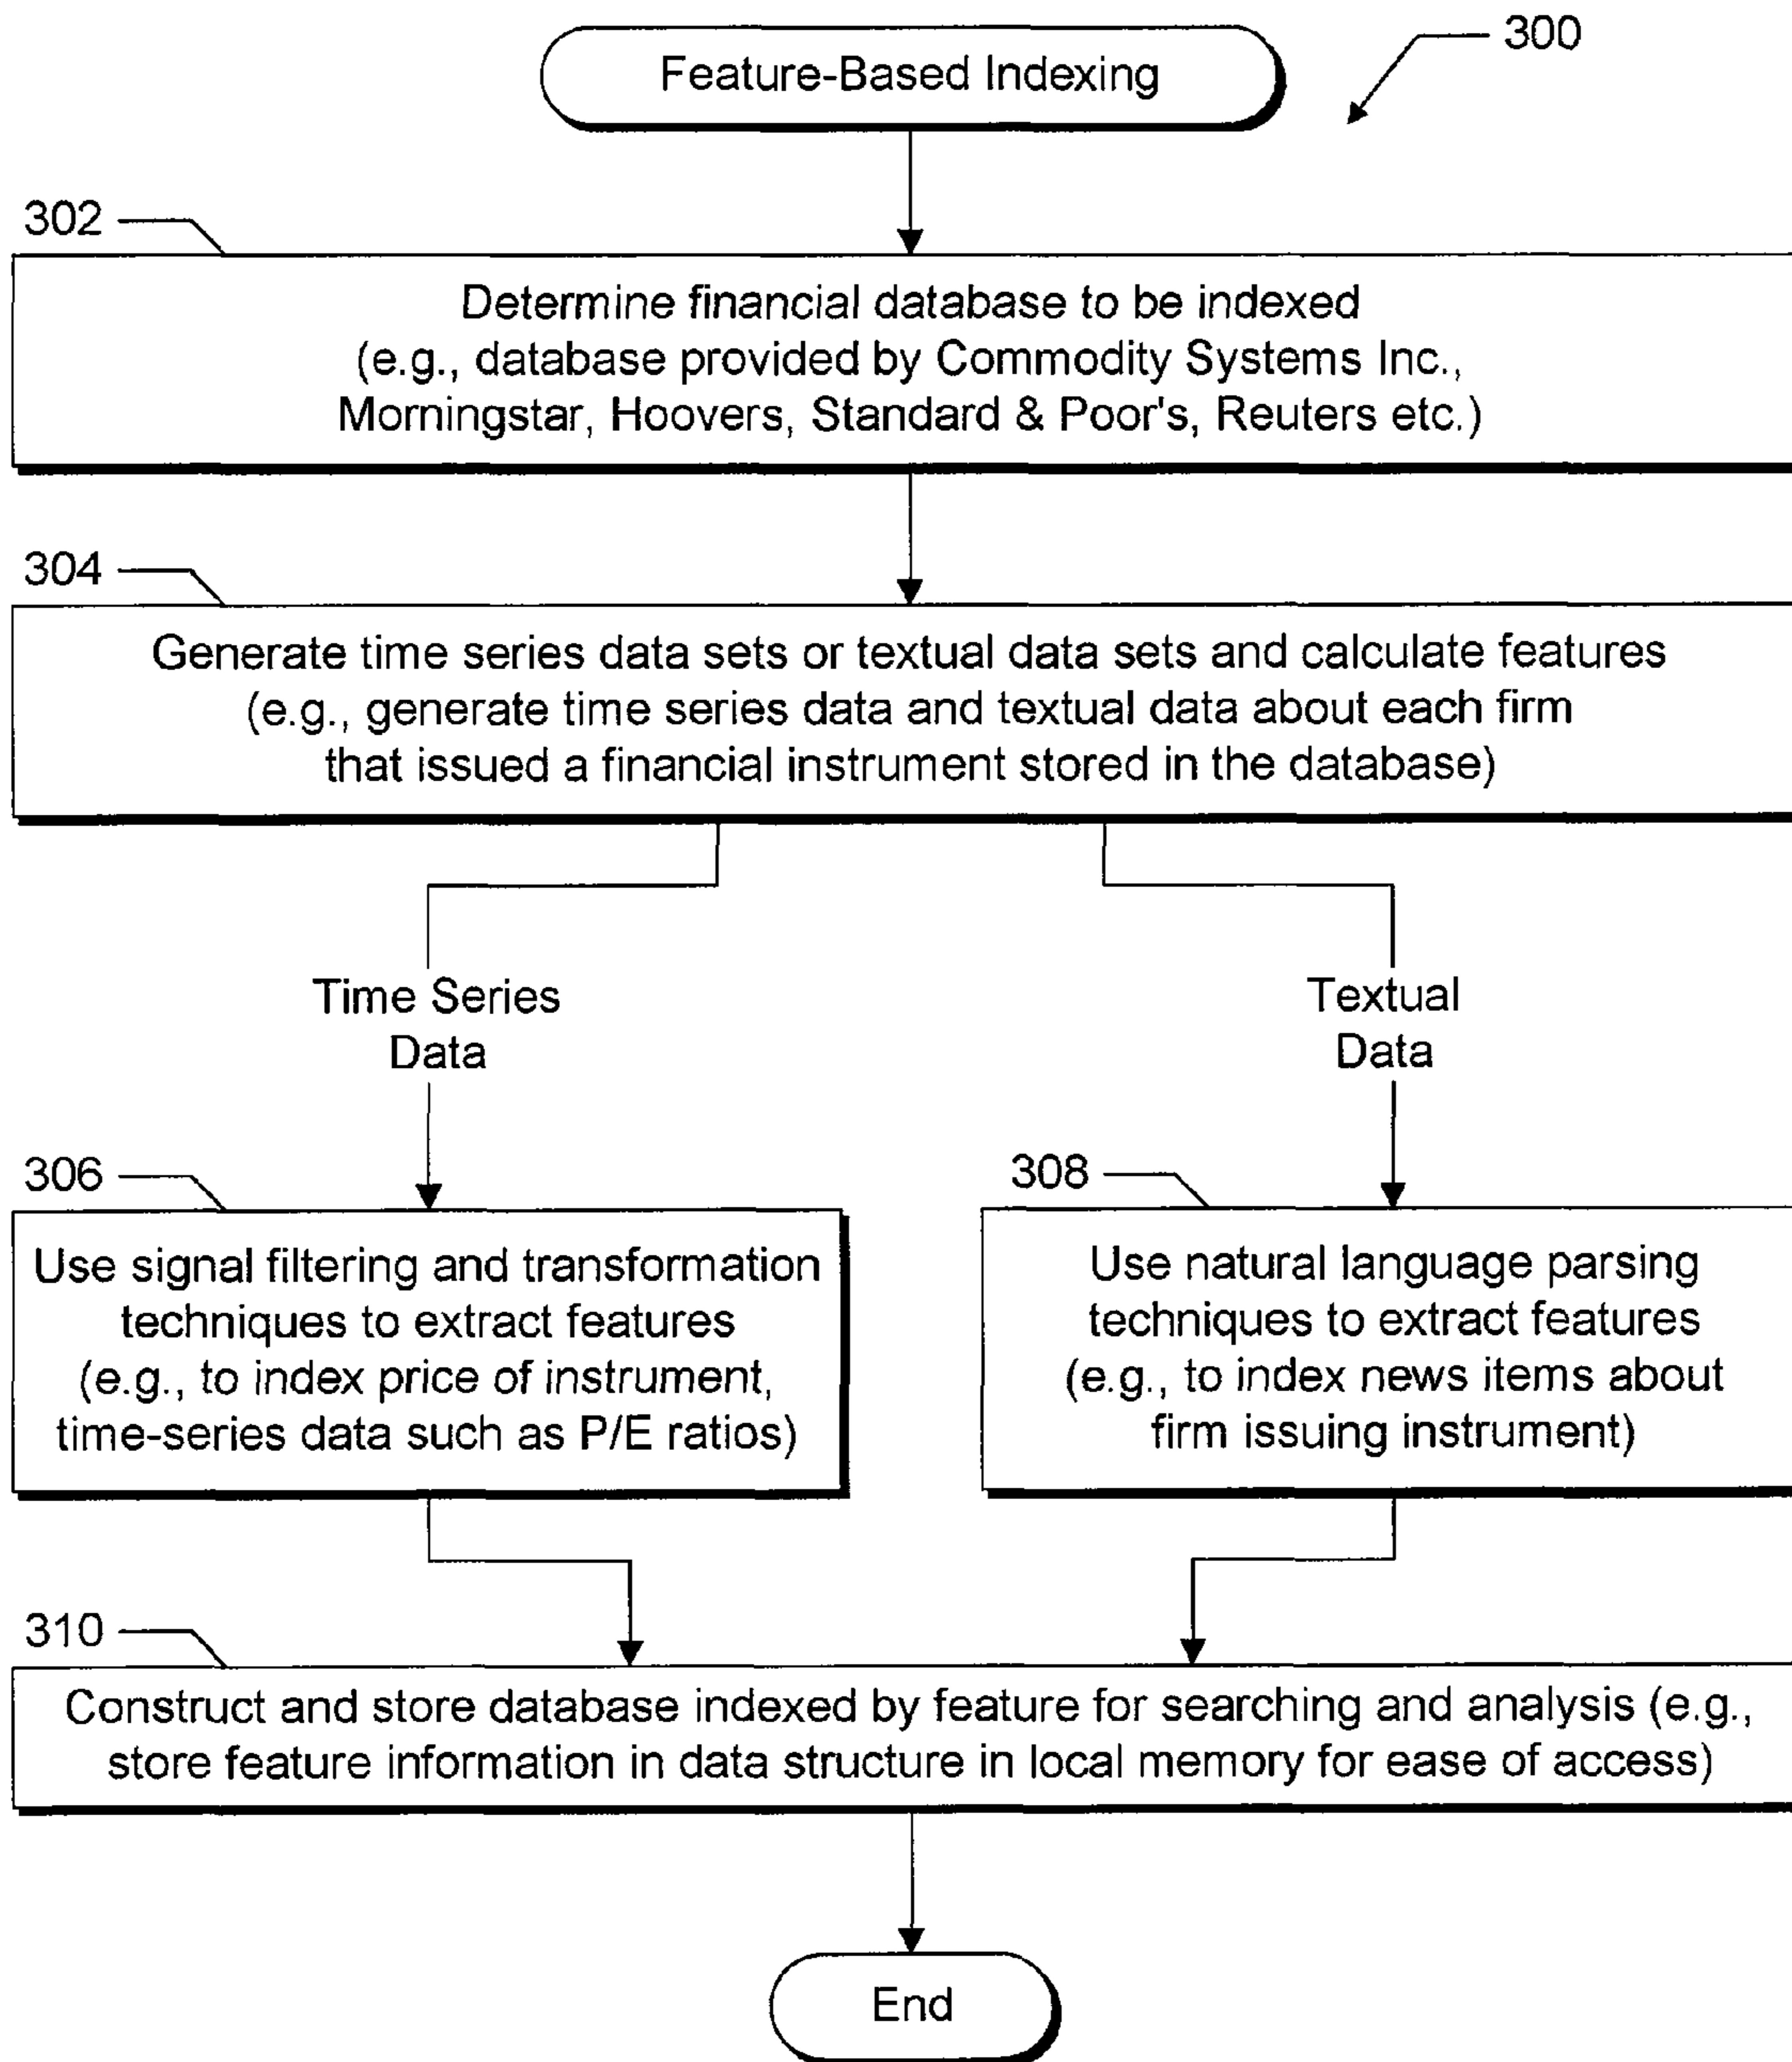 300
Feature-Based Indexing
302
Determine financial database to be indexed
(e.g., database provided by Commodity Systems Inc.,
Morningstar, Hoovers, Standard & Poor's, Reuters etc.)
304
Generate time series data sets or textual data sets and calculate features
(e.g., generate time series data and textual data about each firm
that issued a financial instrument stored in the database)
Time Series
Data
Textual
Data
306
Use signal filtering and transformation
techniques to extract features
(e.g., to index price of instrument,
time-series data such as P/E ratios)
308
Use natural language parsing
techniques to extract features
(e.g., to index news items about
firm issuing instrument)
310
Construct and store database indexed by feature for searching and analysis (e.g.,
store feature information in data structure in local memory for ease of access)
End